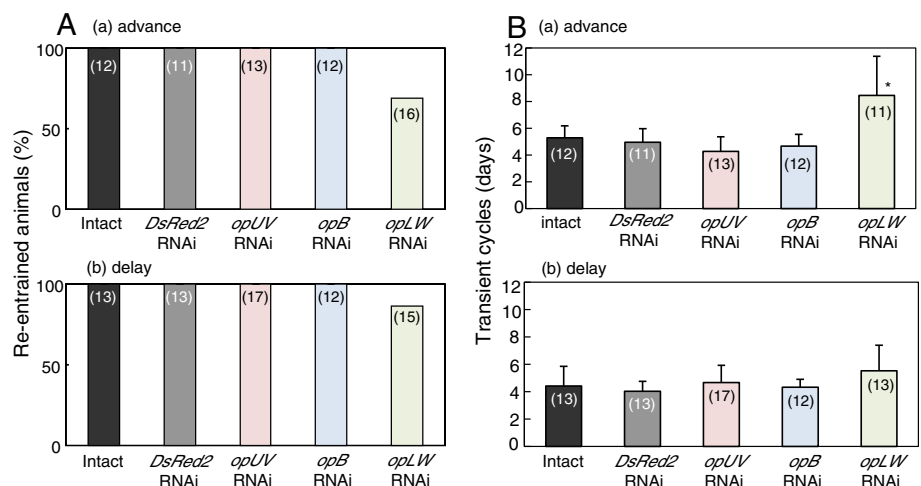 A (a) advance
Re-entrained animals (%)
100
50
0
(12) (11) (13) (12) (16)
Intact DsRed2 RNAi opUV RNAi opB RNAi opLW RNAi
(b) delay
100
50
0
(13) (13) (17) (12) (15)
Intact DsRed2 RNAi opUV RNAi opB RNAi opLW RNAi
B (a) advance
Transient cycles (days)
12
10
8
6
4
2
0
(12) (11) (13) (12) (11) *
intact DsRed2 RNAi opUV RNAi opB RNAi opLW RNAi
(b) delay
12
10
8
6
4
2
0
(13) (13) (17) (12) (13)
Intact DsRed2 RNAi opUV RNAi opB RNAi opLW RNAi